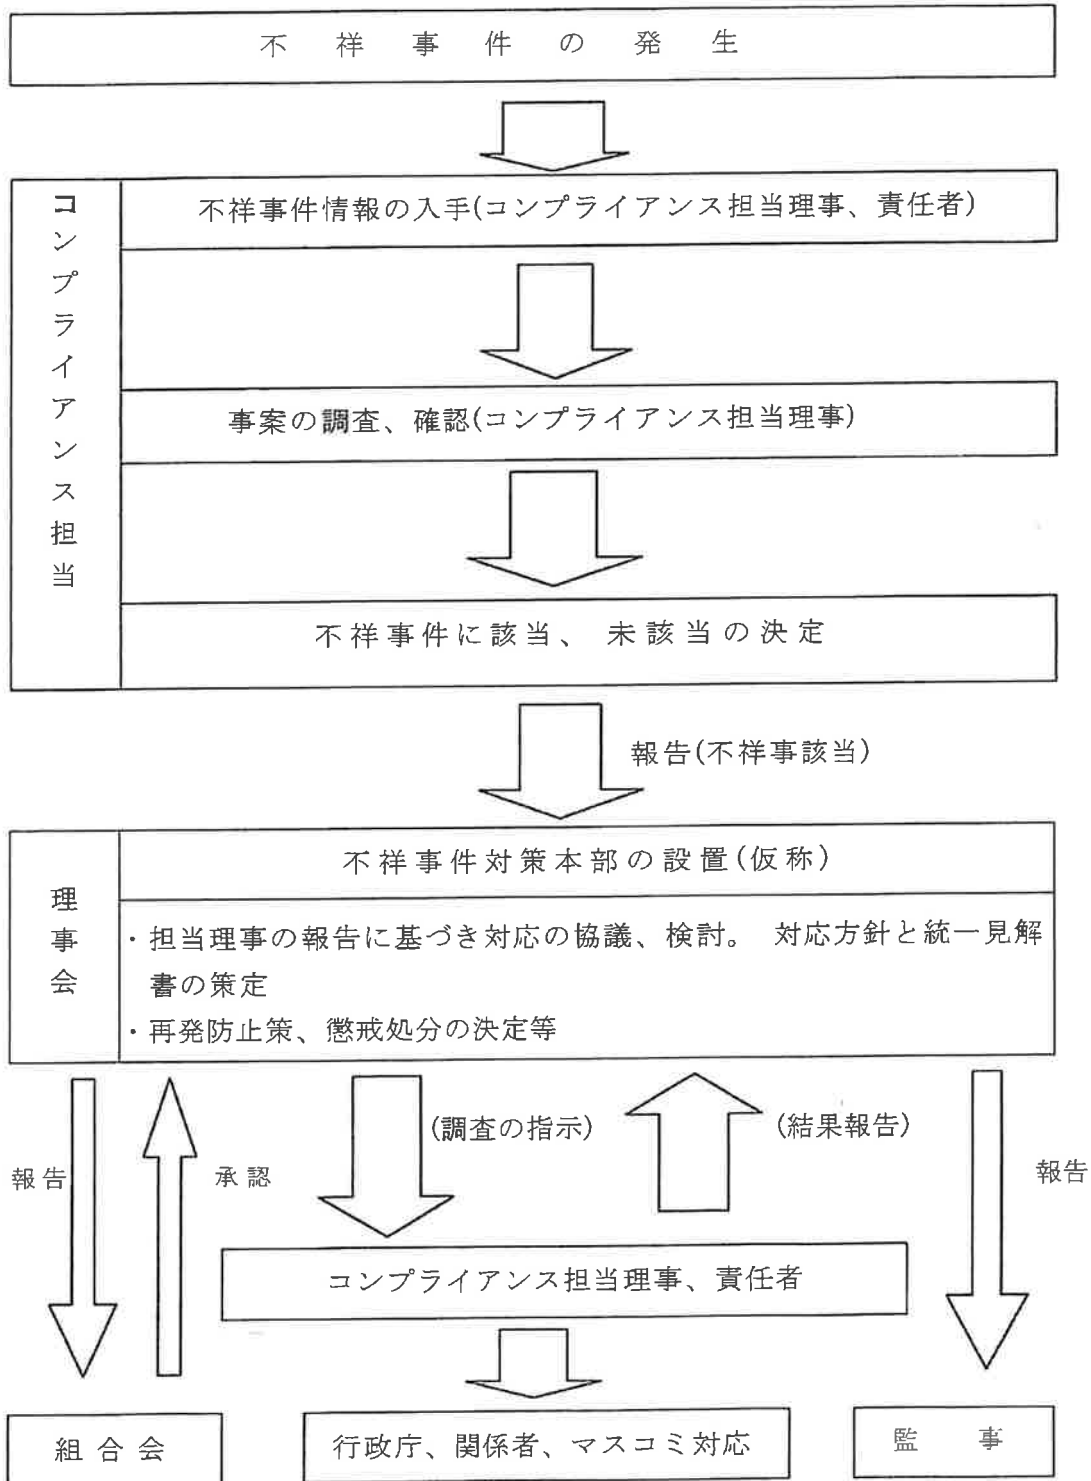 不祥事件の発生
コンプライアンス担当
不祥事件情報の入手(コンプライアンス担当理事、責任者)
事案の調査、確認(コンプライアンス担当理事)
不祥事件に該当、未該当の決定
報告(不祥事該当)
理事会
不祥事件対策本部の設置(仮称)
・担当理事の報告に基づき対応の協議、検討。 対応方針と統一見解
書の策定
・再発防止策、懲戒処分の決定等
報告
承認
(調査の指示)
(結果報告)
報告
コンプライアンス担当理事、責任者
組合会
行政庁、関係者、マスコミ対応
監事